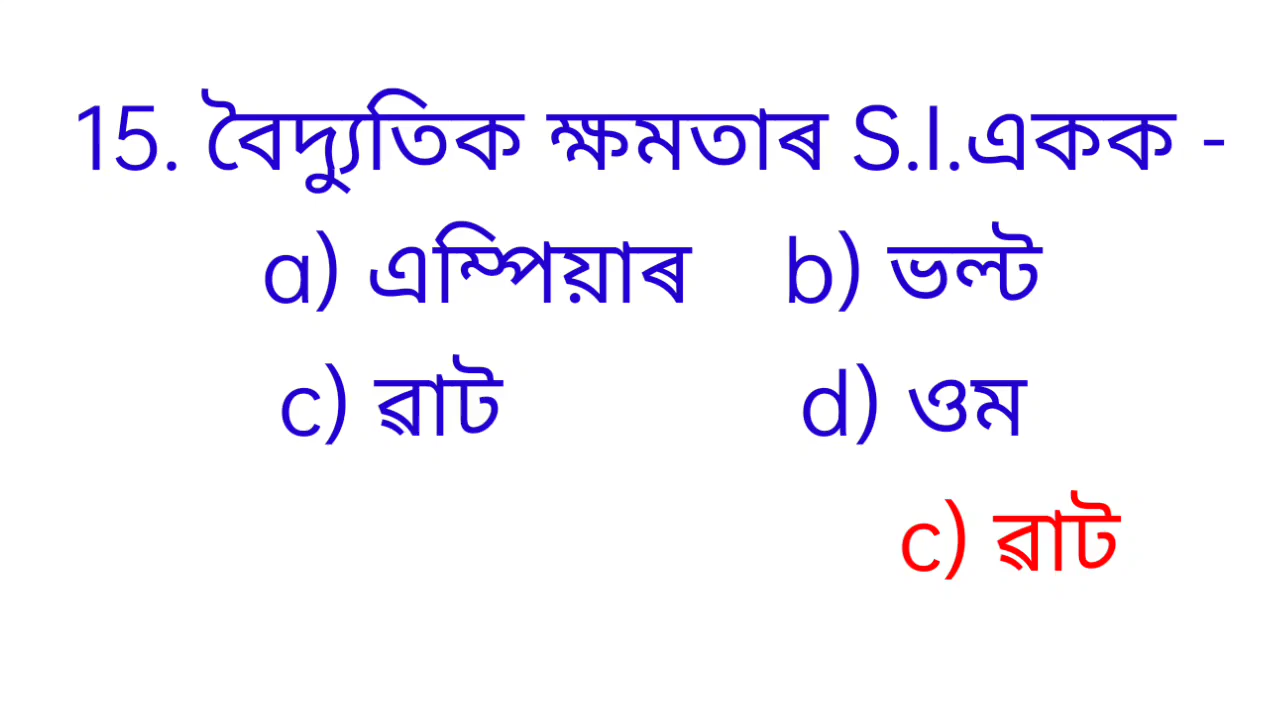 15. বৈদ্যুতিক ক্ষমতাৰ S.I.একক -
a) এম্পিয়াৰ b) ভল্ট
c) ৱাট d) ওম
c) ৱাট